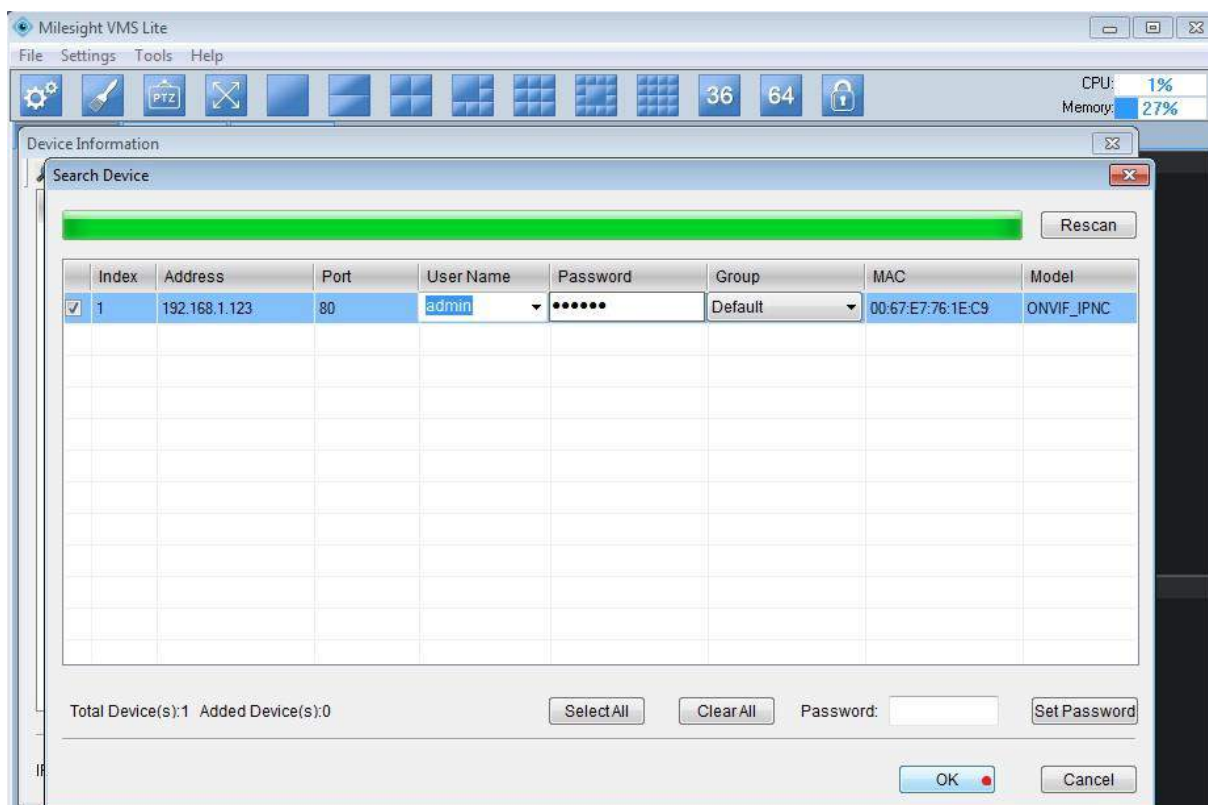 Milesight VMS Lite
File Settings Tools Help
PTZ 36 64
CPU: 1%
Memory: 27%
Device Information
Search Device
Rescan
Index Address Port User Name Password Group MAC Model
1 192.168.1.123 80 admin •••••• Default 00:67:E7:76:1E:C9 ONVIF_IPNC
Total Device(s):1 Added Device(s):0 Select All Clear All Password: Set Password
OK Cancel